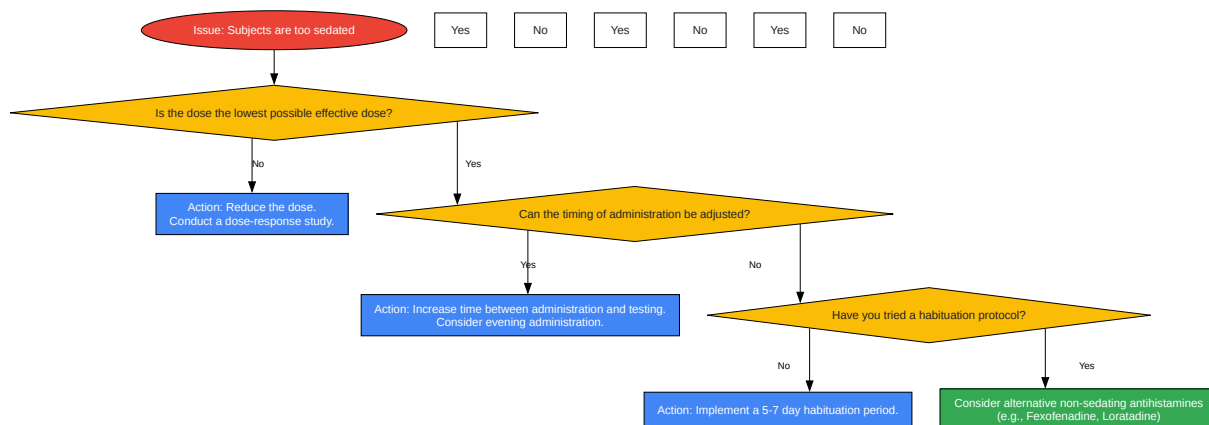 Issue: Subjects are too sedated
Yes
No
Yes
No
Yes
No
Is the dose the lowest possible effective dose?
No
Yes
Action: Reduce the dose.
Conduct a dose-response study.
Can the timing of administration be adjusted?
Yes
No
Action: Increase time between administration and testing.
Consider evening administration.
Have you tried a habituation protocol?
No
Yes
Action: Implement a 5-7 day habituation period.
Consider alternative non-sedating antihistamines
(e.g., Fexofenadine, Loratadine)